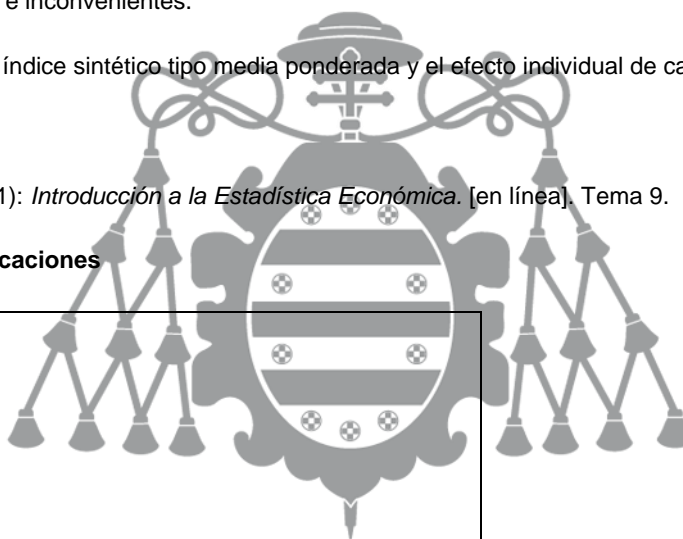 e inconvenientes.
índice sintético tipo media ponderada y el efecto individual de ca
1): Introducción a la Estadística Económica. [en línea]. Tema 9.
caciones